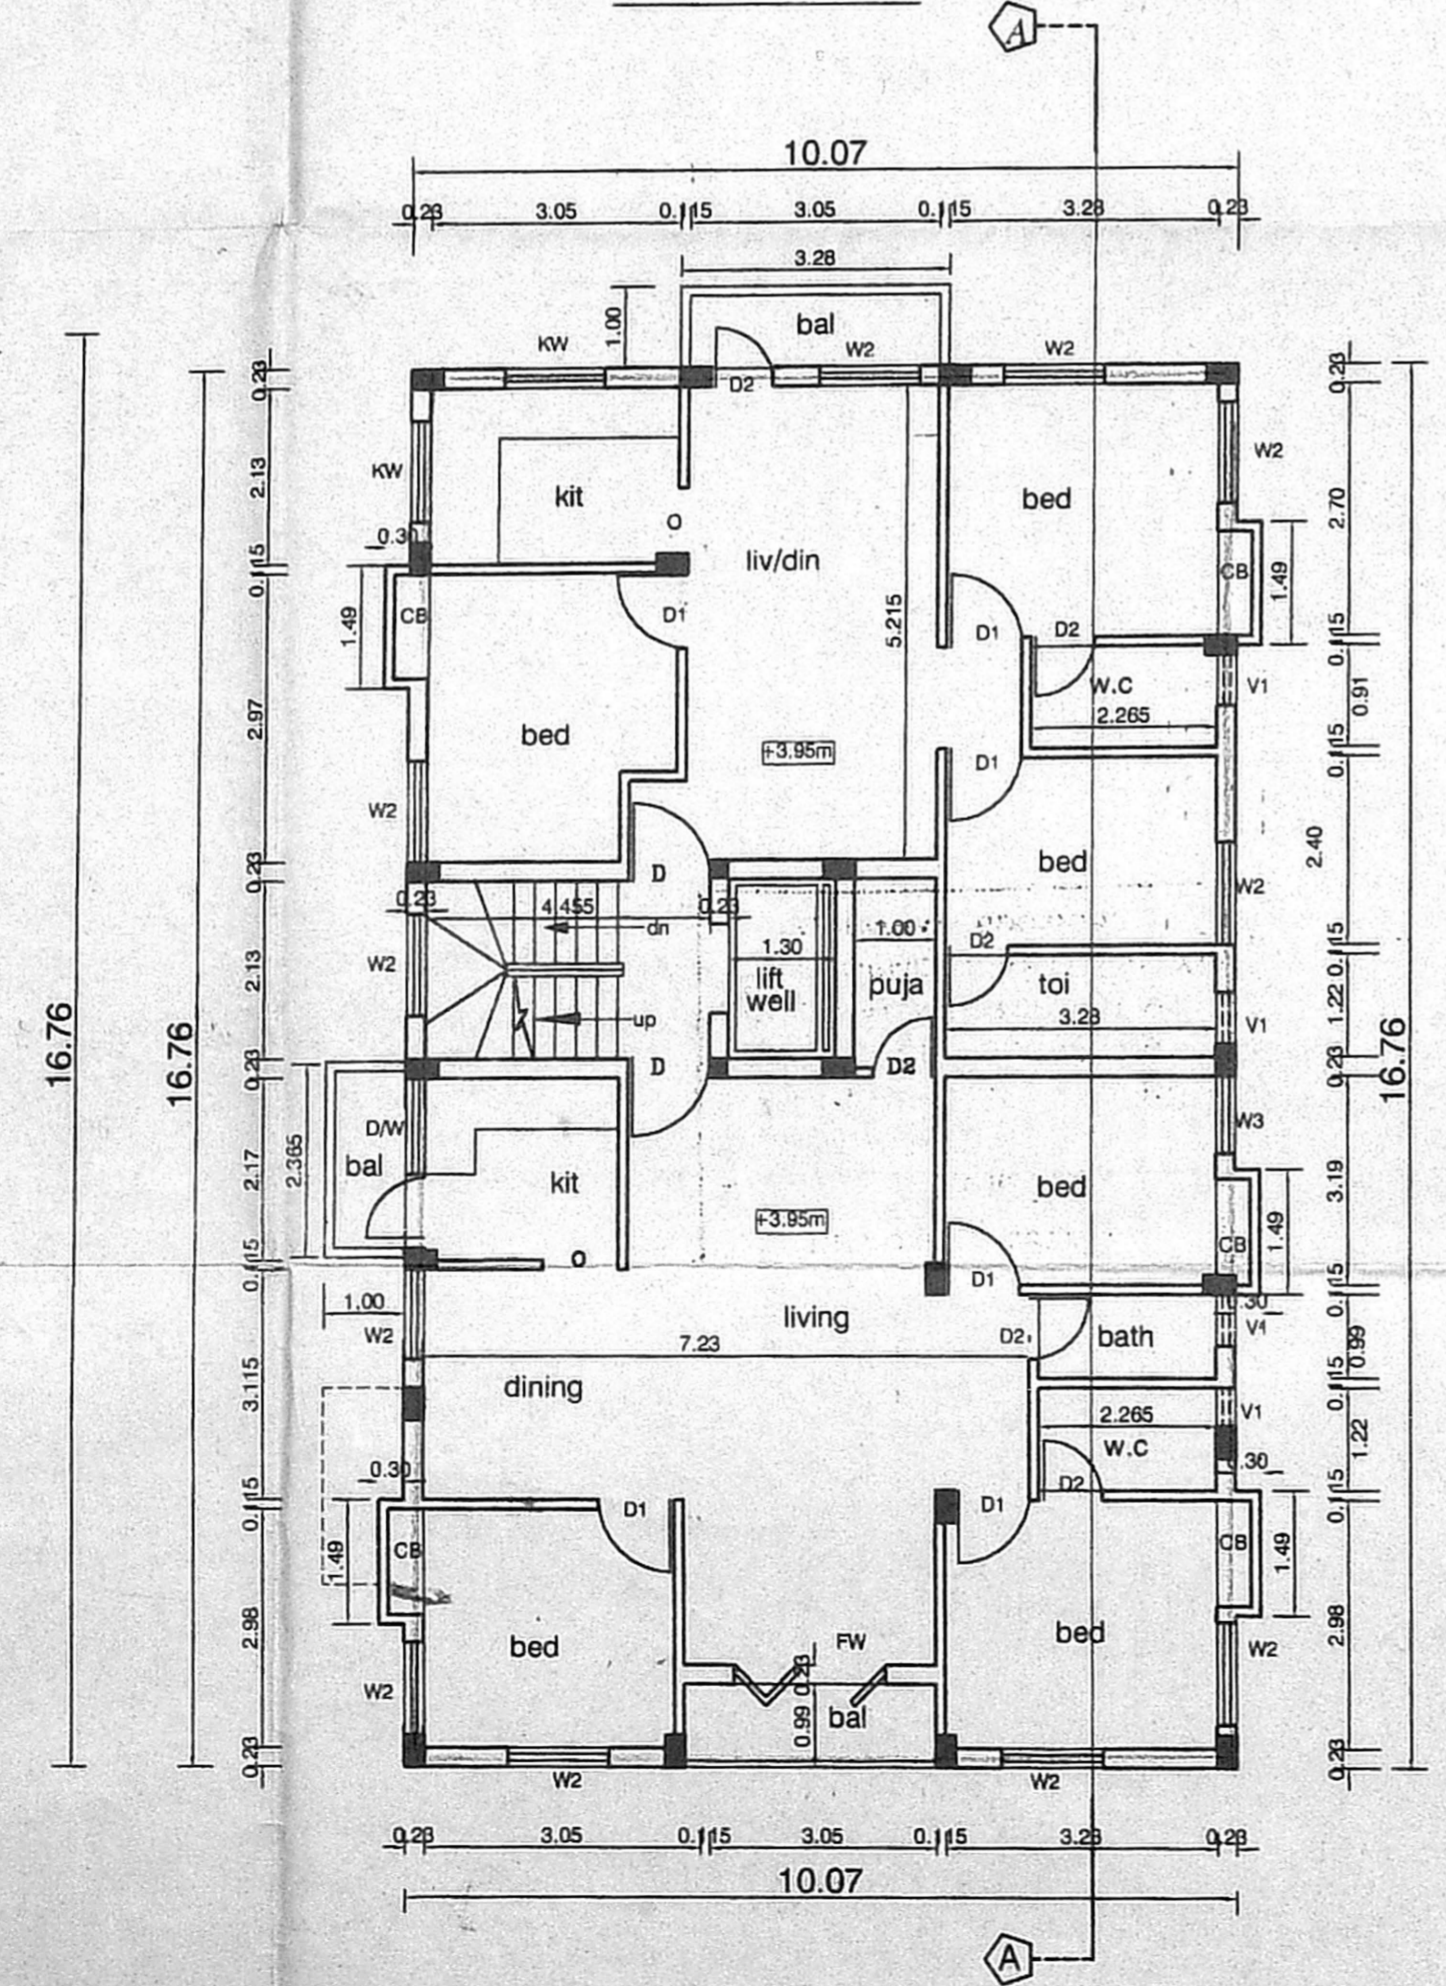 A
10.07
0.23 3.05 0.115 3.05 0.115 3.28 0.23
3.28
1.00
bal
KW
W2
W2
D2
0.23
0.23
KW
2.13
0.30
kit
O
liv/din
bed
W2
2.70
CB
1.49
0.115
CB
1.49
D1
5.215
D1
D2
0.115
W.C
V1
2.265
0.91
2.97
bed
+3.95m
D1
0.115
W2
D
bed
2.40
W2
0.23
0.23
4.455
0.23
dn
1.30
lift
well
1.00
puja
D2
0.115
toi
3.28
V1
1.22
W2
2.13
up
16.76
16.76
16.76
0.23
D
D2
0.23
D/W
bal
2.365
2.17
kit
+3.95m
bed
W3
3.19
CB
1.49
0.115
O
D1
0.115
0.30
1.00
W2
living
7.23
D2
bath
V1
0.99
dining
3.115
0.115
2.265
W.C
V1
1.22
0.30
0.30
D2
0.115
D1
D1
0.115
CB
1.49
CB
1.49
2.98
bed
FW
0.23
bed
2.98
W2
W2
0.99
bal
0.23
W2
W2
0.23
0.23 3.05 0.115 3.05 0.115 3.28 0.23
10.07
A